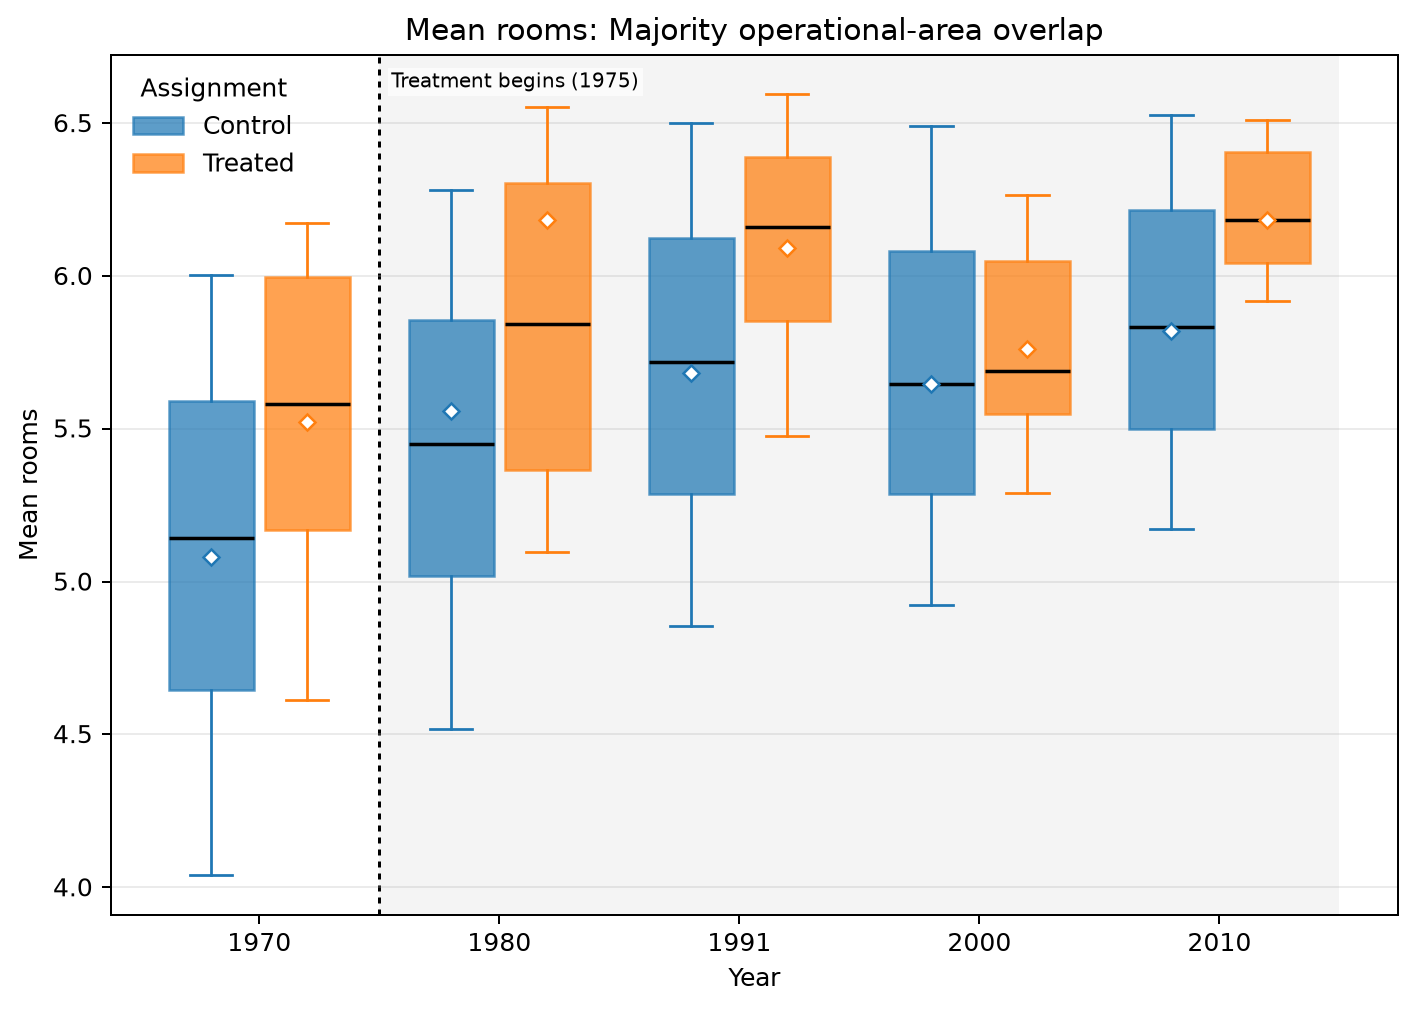 Mean rooms: Majority operational-area overlap
Assignment
Control
Treated
Treatment begins (1975)
6.5
6.0
5.5
5.0
4.5
4.0
Mean rooms
1970
1980
1991
2000
2010
Year